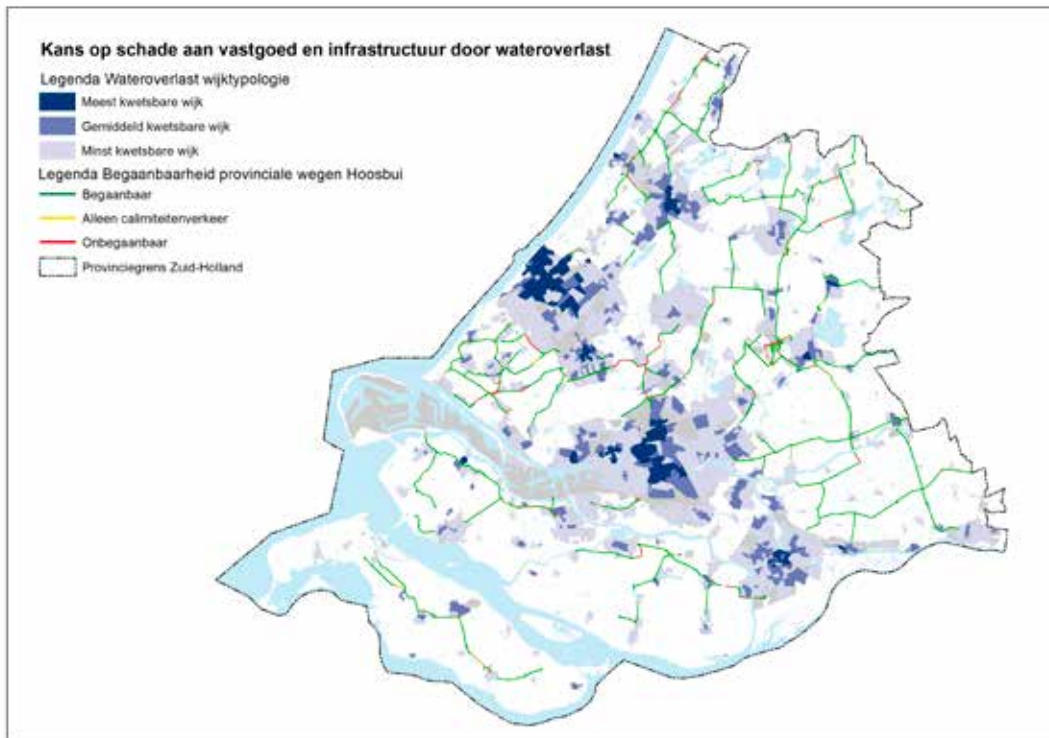 Kans op schade aan vastgoed en infrastructuur door wateroverlast
Legenda Wateroverlast wijktypologie
Meest kwetsbare wijk
Gemiddeld kwetsbare wijk
Minst kwetsbare wijk
Legenda Begaanbaarheid provinciale wegen Hoosbui
Begaanbaar
Alleen calimiteitenverkeer
Onbegaanbaar
Provinciegrens Zuid-Holland